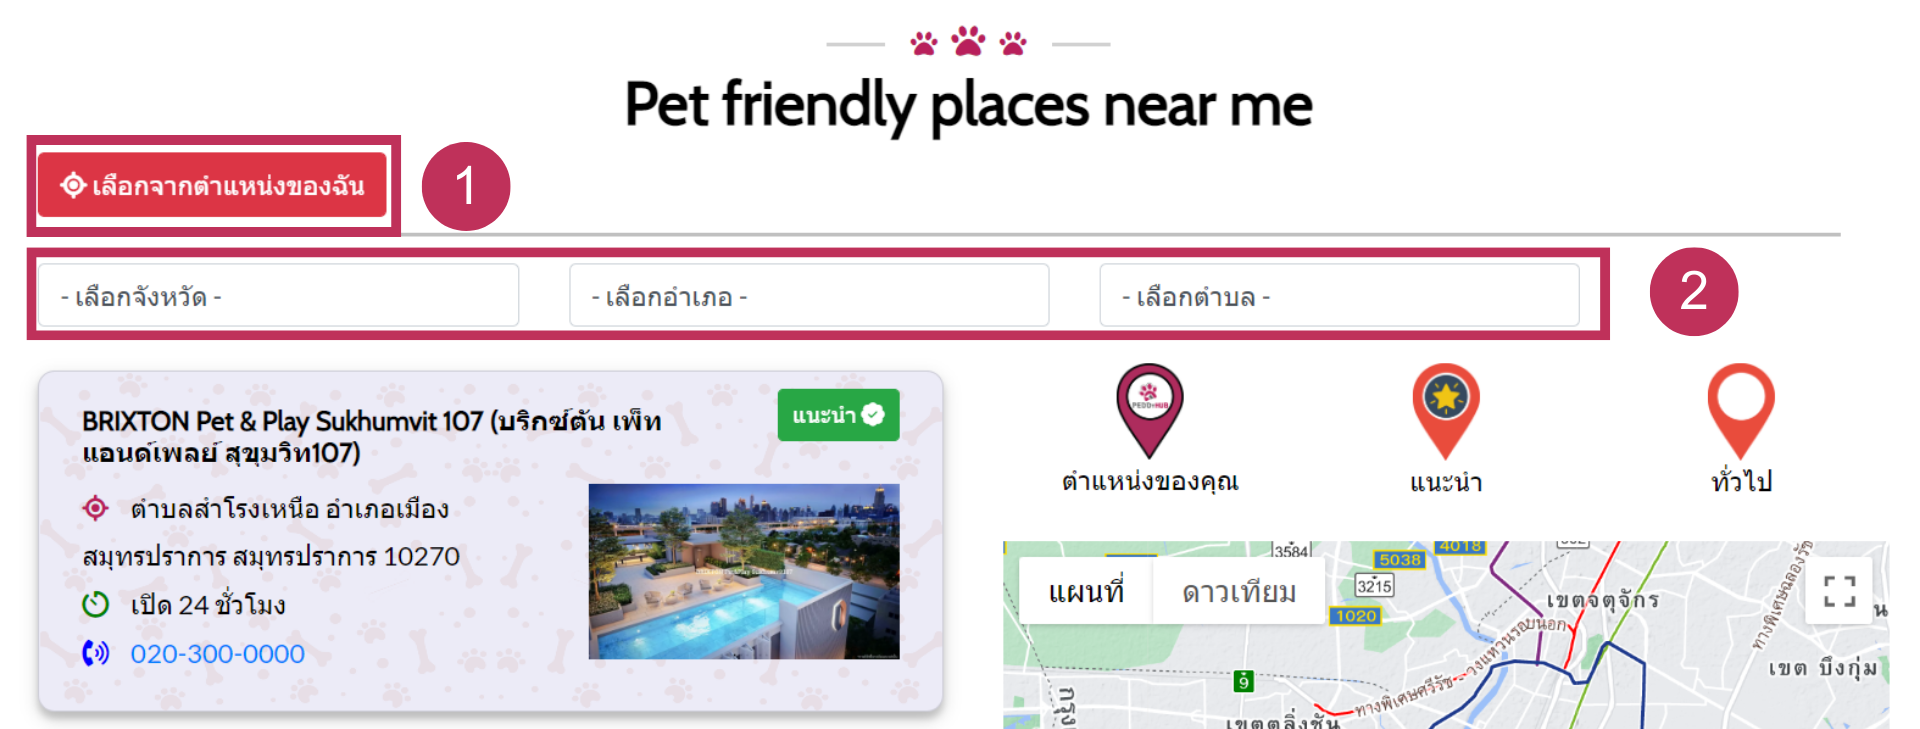 Pet friendly places near me
เลือกจากตำแหน่งของฉัน
1
- เลือกจังหวัด -
- เลือกอำเภอ -
- เลือกตำบล -
2
BRIXTON Pet & Play Sukhumvit 107 (บริกซ์ตัน เพ็ท
แอนด์เพลย์ สุขุมวิท107)
แนะนำ
ตำบลสำโรงเหนือ อำเภอเมือง
สมุทรปราการ สมุทรปราการ 10270
เปิด 24 ชั่วโมง
020-300-0000
PEDDyHUB
ตำแหน่งของคุณ
แนะนำ
ทั่วไป
แผนที่
ดาวเทียม
3584
5038
4018
3215
1020
เขตจตุจักร
เขต บึงกุ่ม
9
เขตตลิ่งชัน